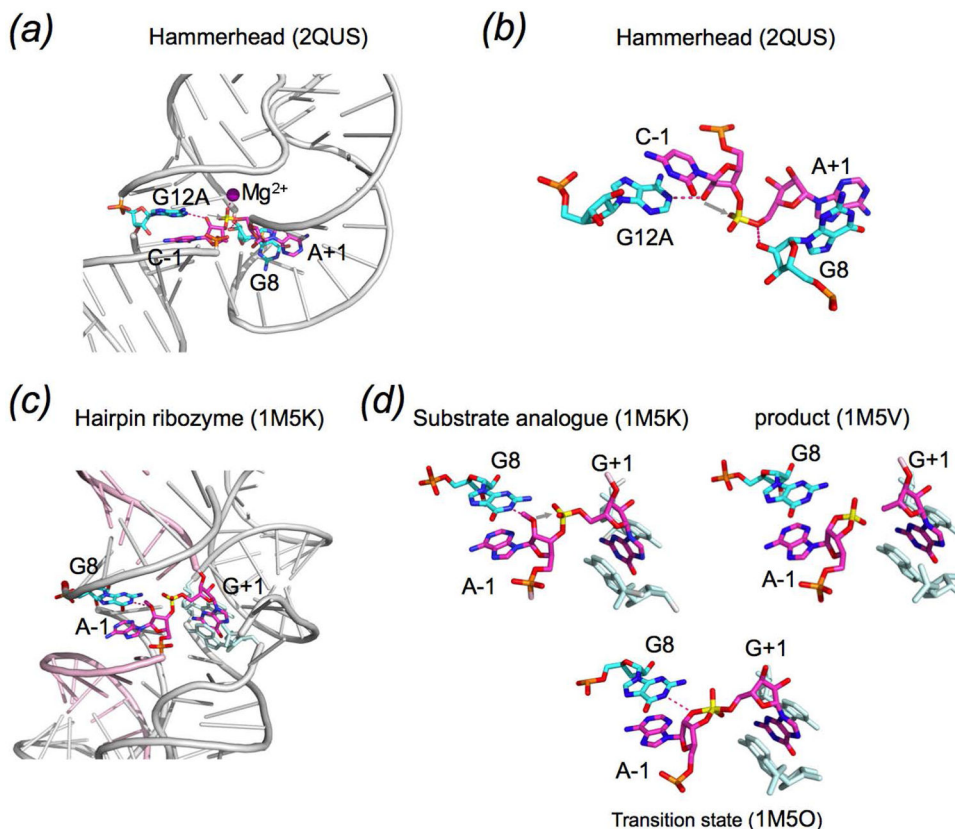 (a)
Hammerhead (2QUS)
G12A
Mg2+
C-1
A+1
G8
(b)
Hammerhead (2QUS)
C-1
A+1
G12A
G8
(c)
Hairpin ribozyme (1M5K)
G8
G+1
A-1
(d)
Substrate analogue (1M5K)
product (1M5V)
G8
G+1
A-1
G8
G+1
A-1
G8
G+1
A-1
Transition state (1M5O)